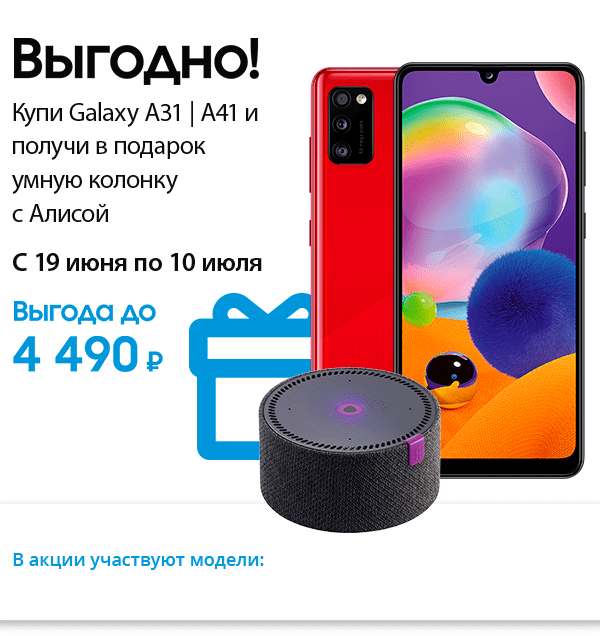 Выгодно!
Купи Galaxy A31 | A41 и
получи в подарок
умную колонку
с Алисой
С 19 июня по 10 июля
Выгода до
4 490 ₽
В акции участвуют модели: